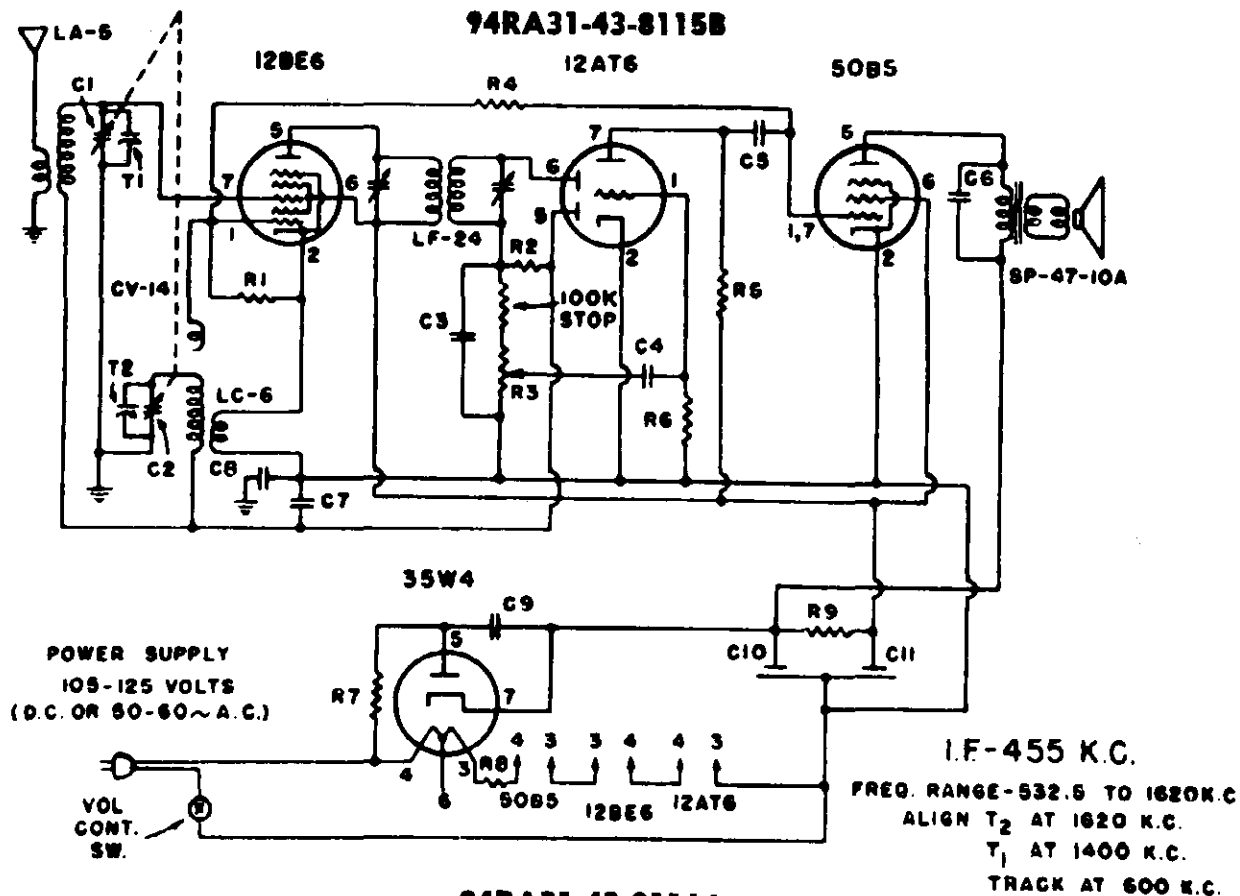 94RA31-43-8115B
LA-5
12BE6
12AT6
50B5
C1
T1
R4
5
7
1
2
6
LF-24
7
6
5
1
2
C5
5
1,7
6
2
C6
SP-47-10A
CV-14
R1
R2
100K
STOP
C3
R3
C4
R5
R6
T2
C2
LC-6
C8
C7
35W4
C9
5
7
R7
4
6
3
R8
4 3 3 4 4 3
50B5
12BE6
12AT6
R9
C10
C11
POWER SUPPLY
105-125 VOLTS
(D.C. OR 60-60~A.C.)
VOL
CONT.
SW.
I.F.-455 K.C.
FREQ. RANGE-532.5 TO 1620K.C
ALIGN T2 AT 1620 K.C.
T1 AT 1400 K.C.
TRACK AT 600 K.C.